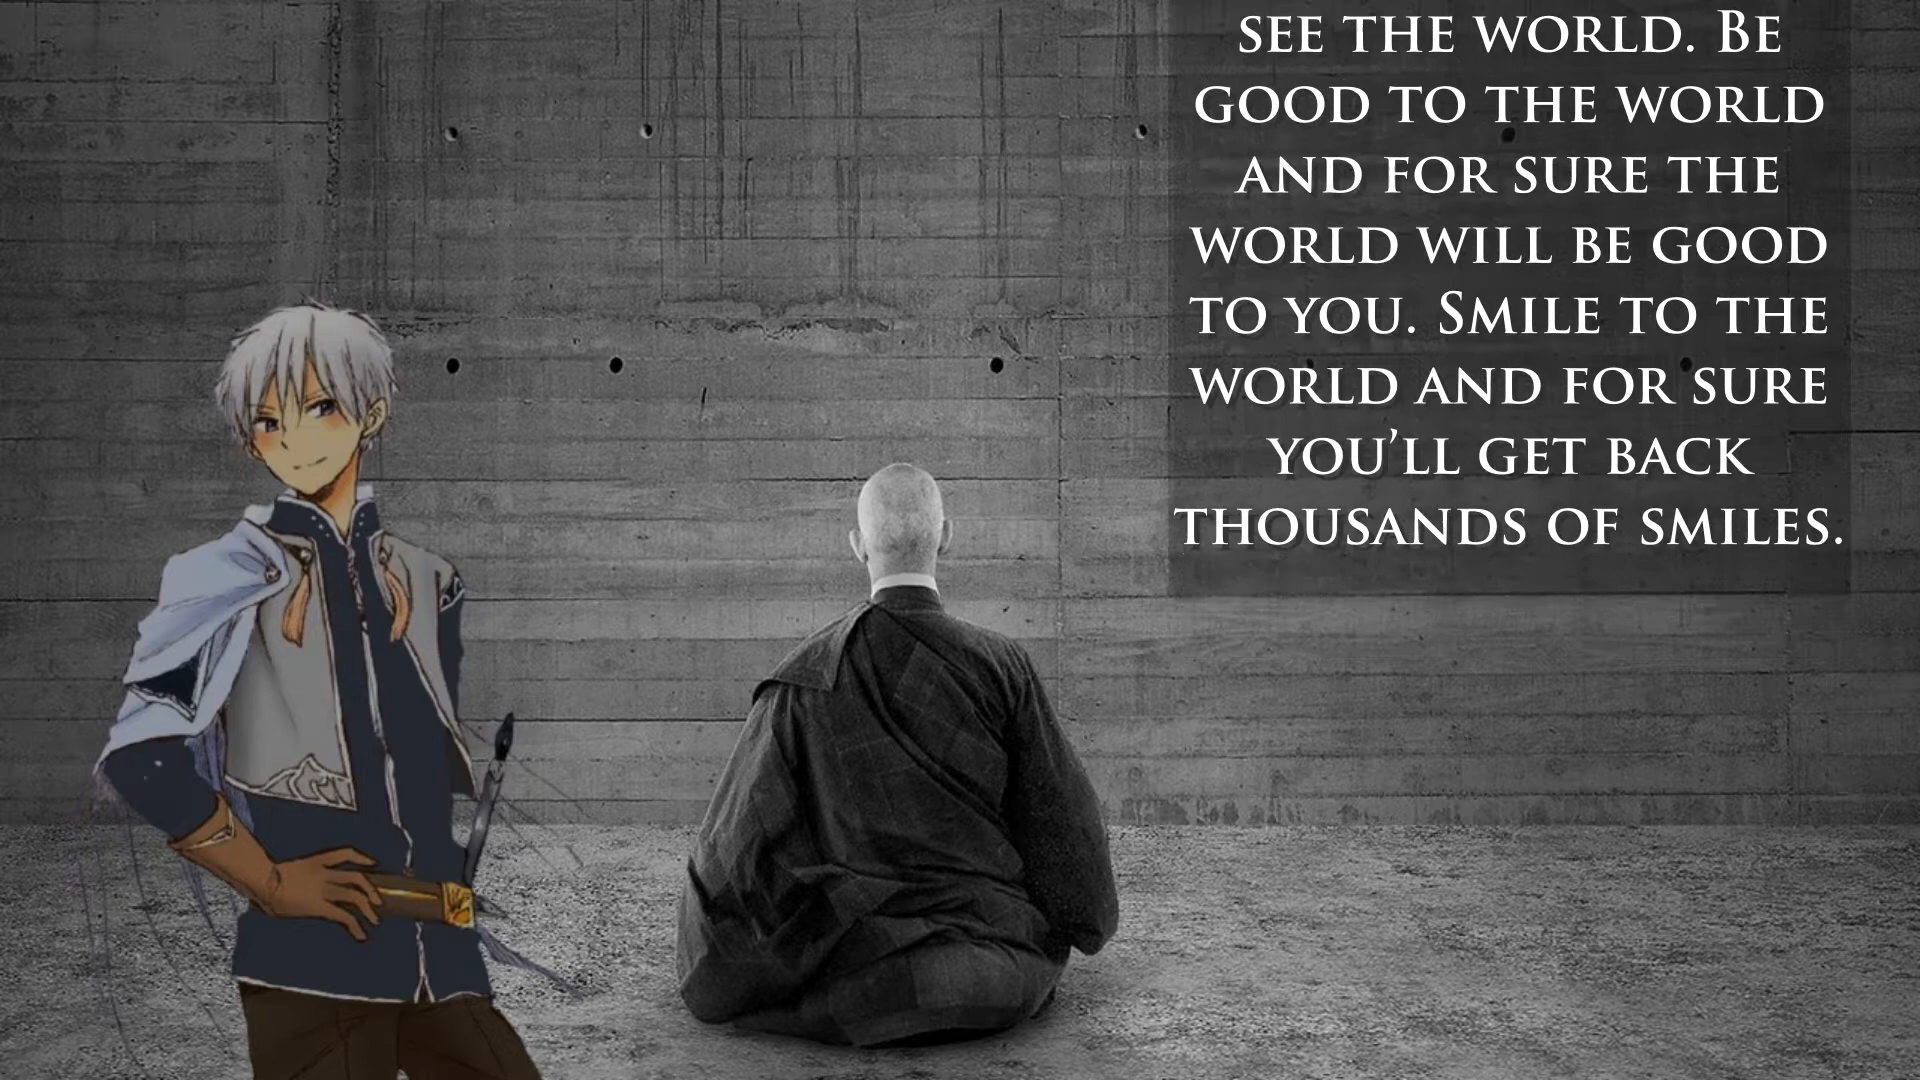 see the world. Be
good to the world
and for sure the
world will be good
to you. Smile to the
world and for sure
you’ll get back
thousands of smiles.